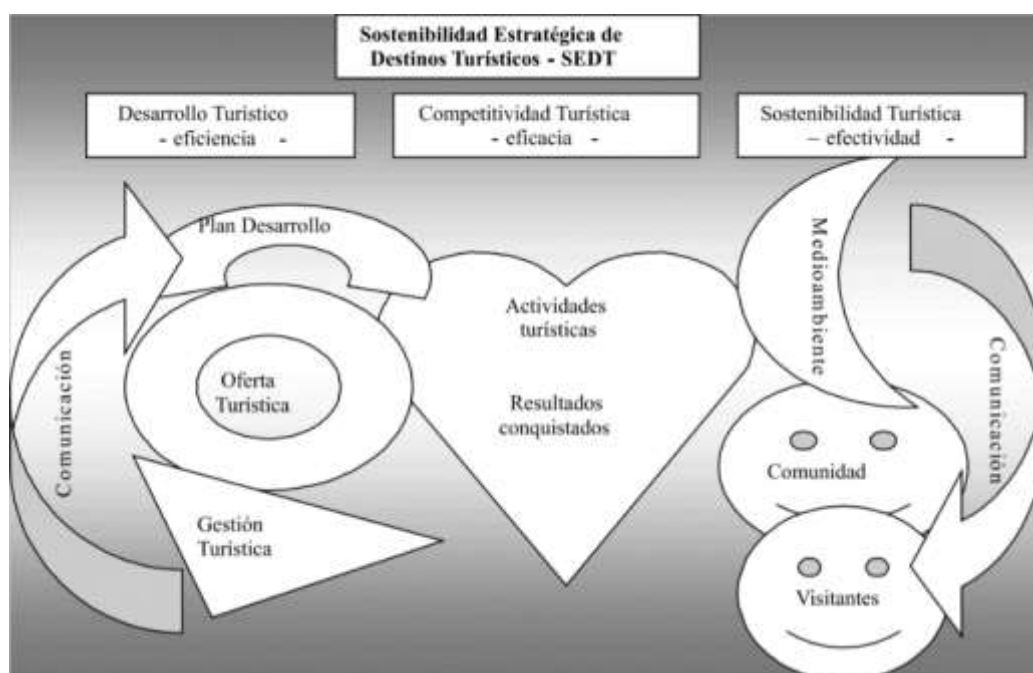 Sostenibilidad Estratégica de
Destinos Turísticos - SEDT
Desarrollo Turístico
- eficiencia -
Competitividad Turística
- eficacia -
Sostenibilidad Turística
– efectividad -
Plan Desarrollo
Oferta
Turística
Gestión
Turística
Comunicación
Actividades
turísticas
Resultados
conquistados
Medioambiente
Comunidad
Visitantes
Comunicación